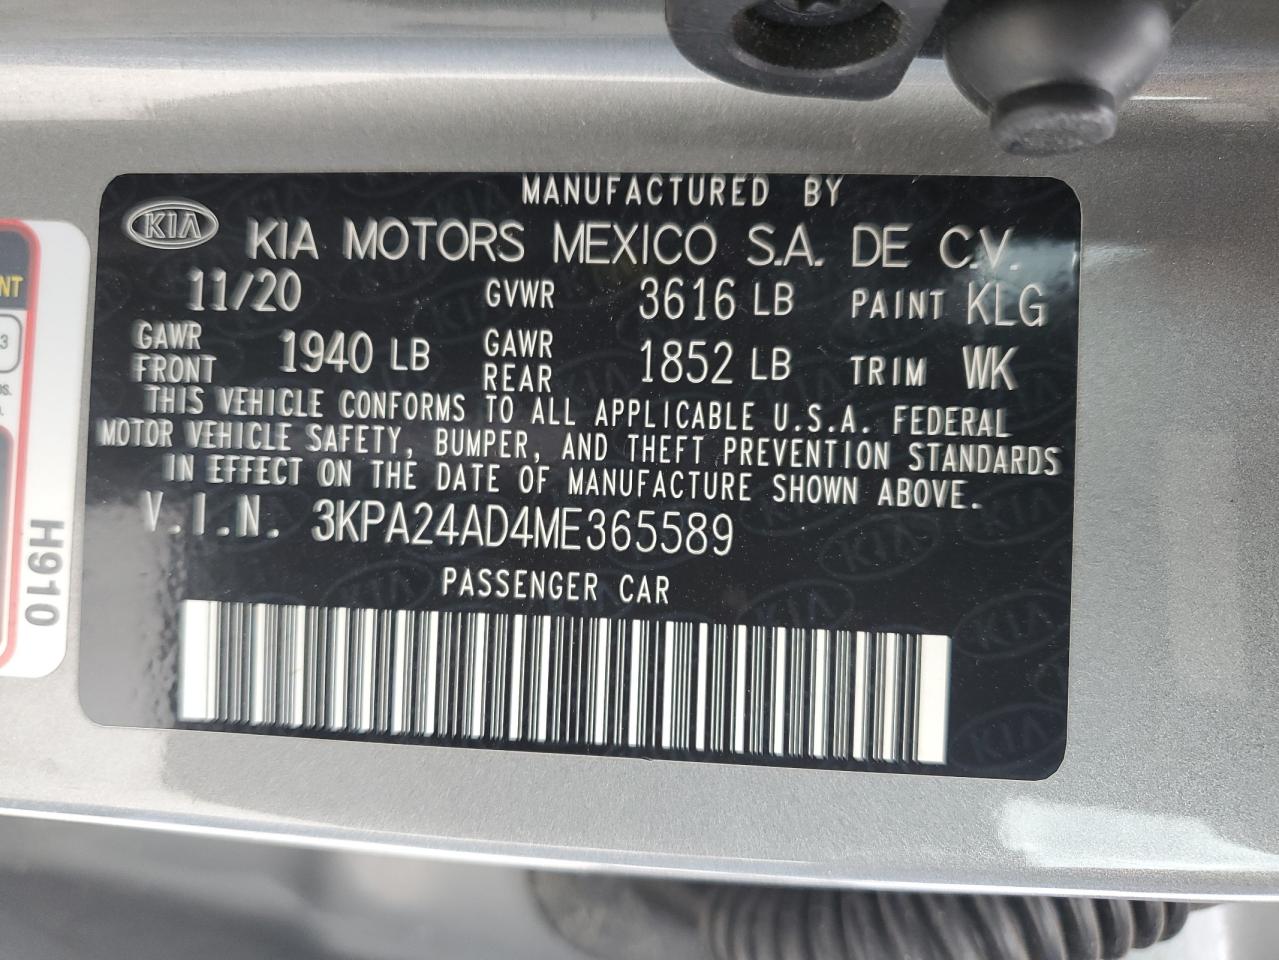 MANUFACTURED BY
KIA KIA MOTORS MEXICO S.A. DE C.V.
11/20 GVWR 3616 LB PAINT KLG
GAWR FRONT 1940 LB GAWR REAR 1852 LB TRIM WK
THIS VEHICLE CONFORMS TO ALL APPLICABLE U.S.A. FEDERAL
MOTOR VEHICLE SAFETY, BUMPER, AND THEFT PREVENTION STANDARDS
IN EFFECT ON THE DATE OF MANUFACTURE SHOWN ABOVE.
V.I.N. 3KPA24AD4ME365589
PASSENGER CAR
H910
NT
3